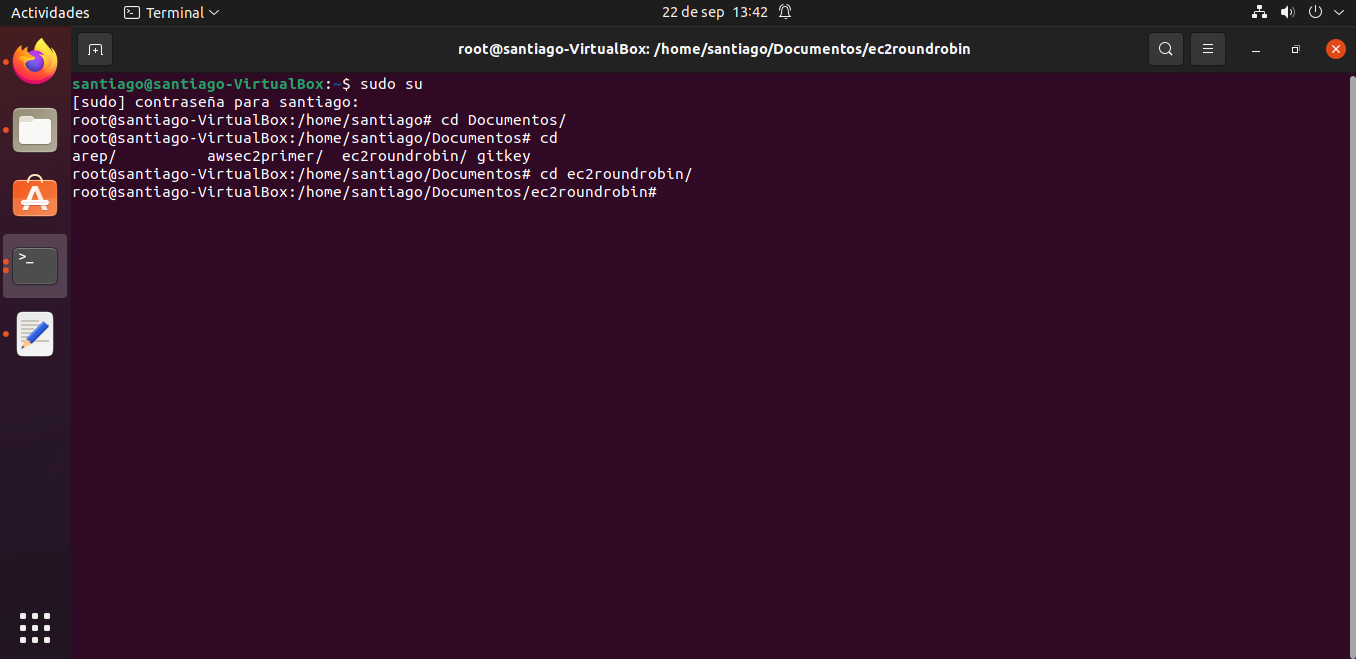 Actividades Terminal 22 de sep 13:42
root@santiago-VirtualBox: /home/santiago/Documentos/ec2roundrobin
santiago@santiago-VirtualBox:~$ sudo su
[sudo] contraseña para santiago:
root@santiago-VirtualBox:/home/santiago# cd Documentos/
root@santiago-VirtualBox:/home/santiago/Documentos# cd
arep/          awsec2primer/  ec2roundrobin/ gitkey
root@santiago-VirtualBox:/home/santiago/Documentos# cd ec2roundrobin/
root@santiago-VirtualBox:/home/santiago/Documentos/ec2roundrobin#
>_